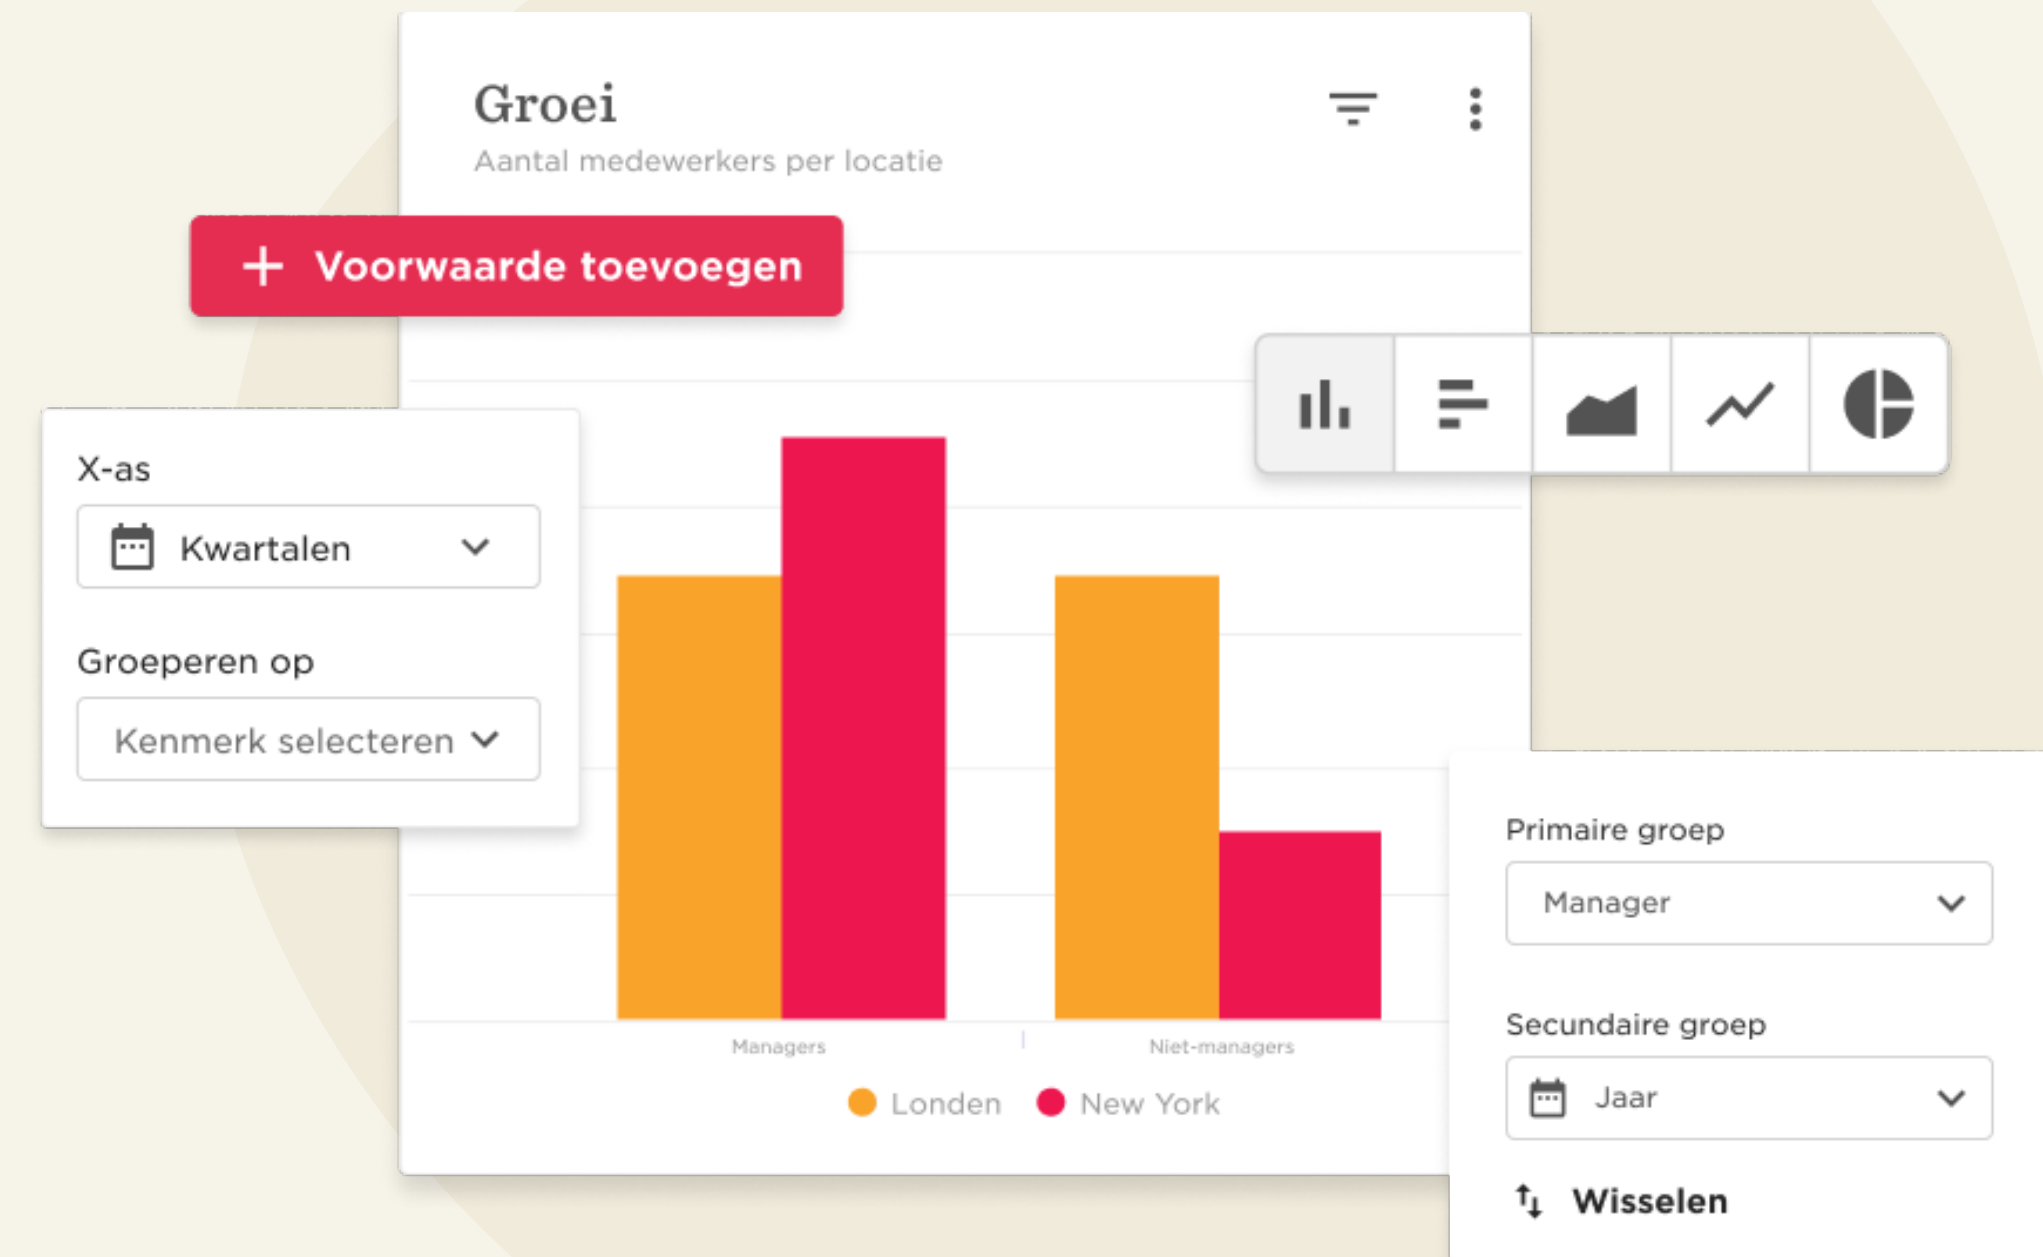 Groei
Aantal medewerkers per locatie
+ Voorwaarde toevoegen
X-as
Kwartalen
Groeperen op
Kenmerk selecteren
Managers
Niet-managers
Londen
New York
Primaire groep
Manager
Secundaire groep
Jaar
Wisselen